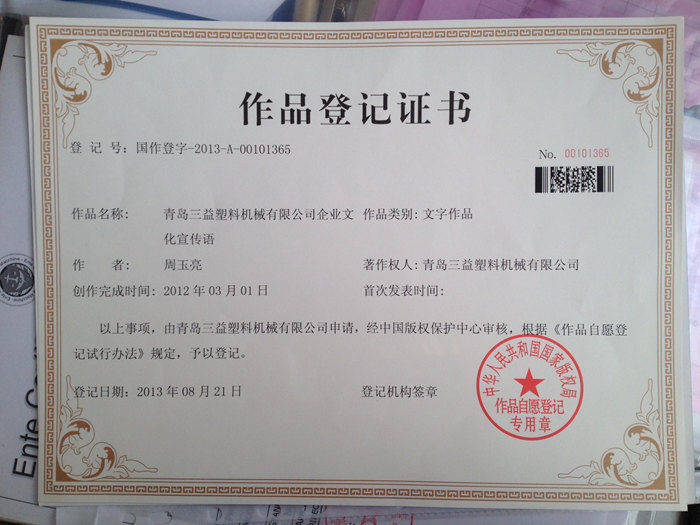 作品登记证书
登 记 号：国作登字-2013-A-00101365
No. 00101365
作品名称： 青岛三益塑料机械有限公司企业文 作品类别：文字作品
化宣传语
作 者： 周玉亮 著作权人：青岛三益塑料机械有限公司
创作完成时间：2012 年 03 月 01 日 首次发表时间：
以上事项，由青岛三益塑料机械有限公司申请，经中国版权保护中心审核，根据《作品自愿登
记试行办法》规定，予以登记。
登记日期：2013 年 08 月 21 日 登记机构签章
中华人民共和国国家版权局
作品自愿登记
专用章